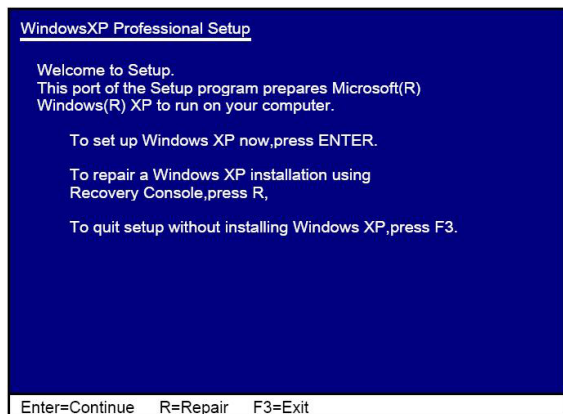 WindowsXP Professional Setup
Welcome to Setup.
This port of the Setup program prepares Microsoft(R)
Windows(R) XP to run on your computer.
To set up Windows XP now,press ENTER.
To repair a Windows XP installation using
Recovery Console,press R,
To quit setup without installing Windows XP,press F3.
Enter=Continue R=Repair F3=Exit